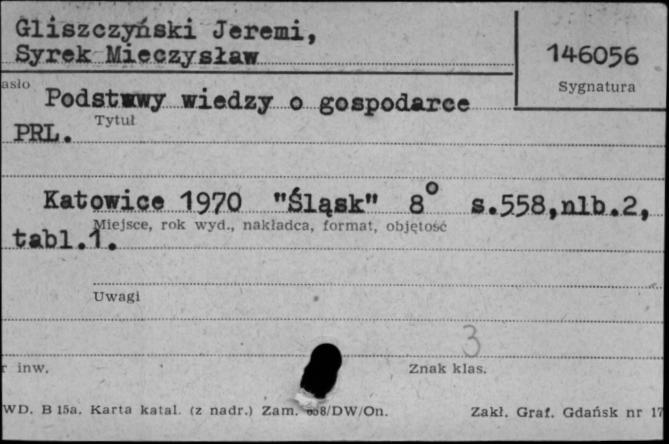 Gliszczyński Jeremi,
Syrek Mieczysław
146056
Sygnatura
asło
Podstawy wiedzy o gospodarce
Tytuł
PRL.
Katowice 1970 "Śląsk" 8° s.558,nlb.2,
Miejsce, rok wyd., nakładca, format, objętość
tabl.1.
Uwagi
3
r inw.
Znak klas.
WD. B 15a. Karta katal. (z nadr.) Zam. 8/DW/On.
Zakł. Graf. Gdańsk nr 17